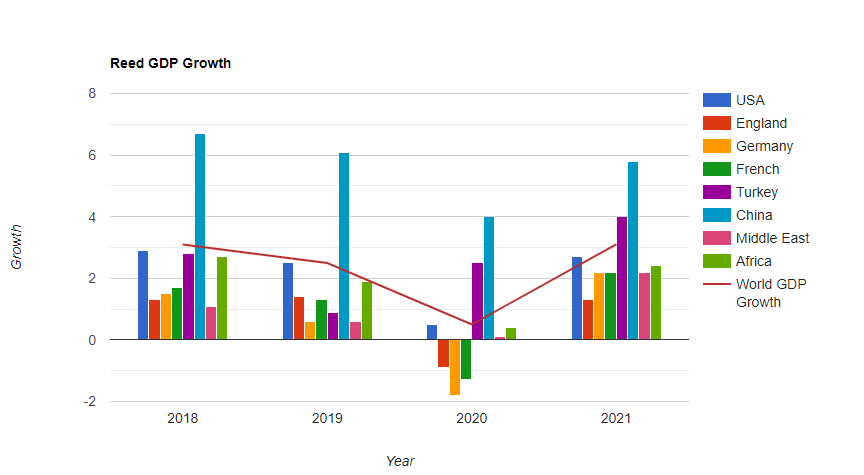 Reed GDP Growth
8
6
4
2
0
-2
Growth
2018
2019
2020
2021
Year
USA
England
Germany
French
Turkey
China
Middle East
Africa
World GDP
Growth